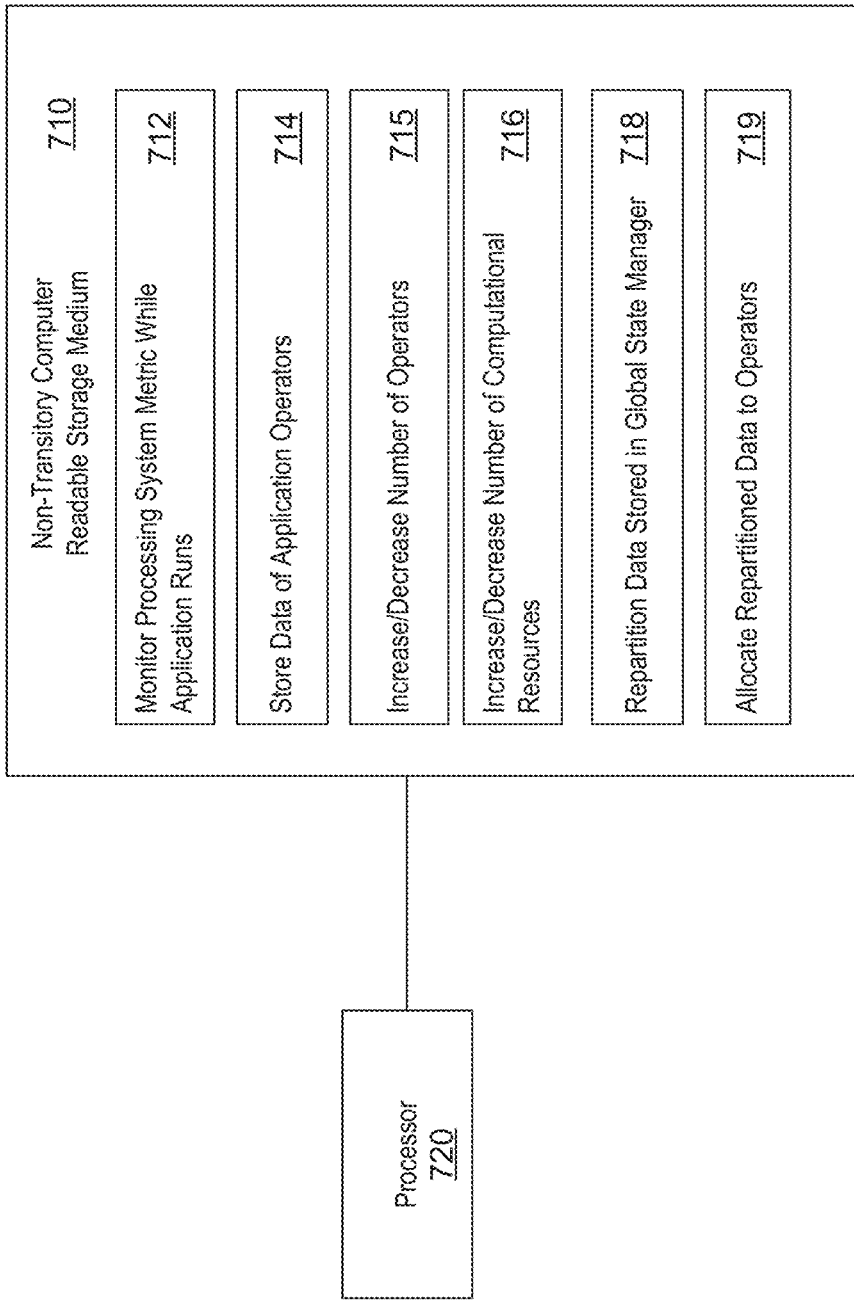 Non-Transitory Computer
Readable Storage Medium
710
Monitor Processing System Metric While
Application Runs
712
Store Data of Application Operators
714
Increase/Decrease Number of Operators
715
Increase/Decrease Number of Computational
Resources
716
Repartition Data Stored in Global State Manager
718
Allocate Repartitioned Data to Operators
719
Processor
720